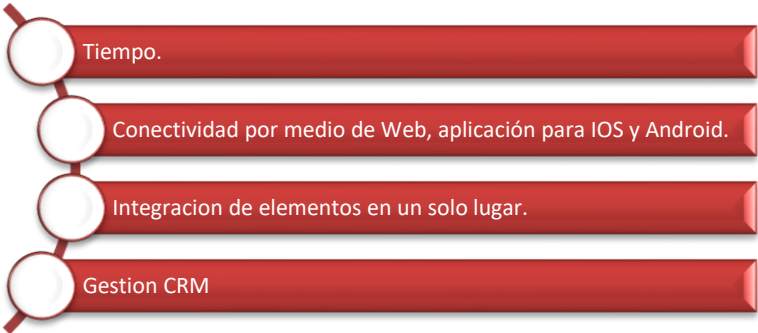 Tiempo.
Conectividad por medio de Web, aplicación para IOS y Android.
Integracion de elementos en un solo lugar.
Gestion CRM